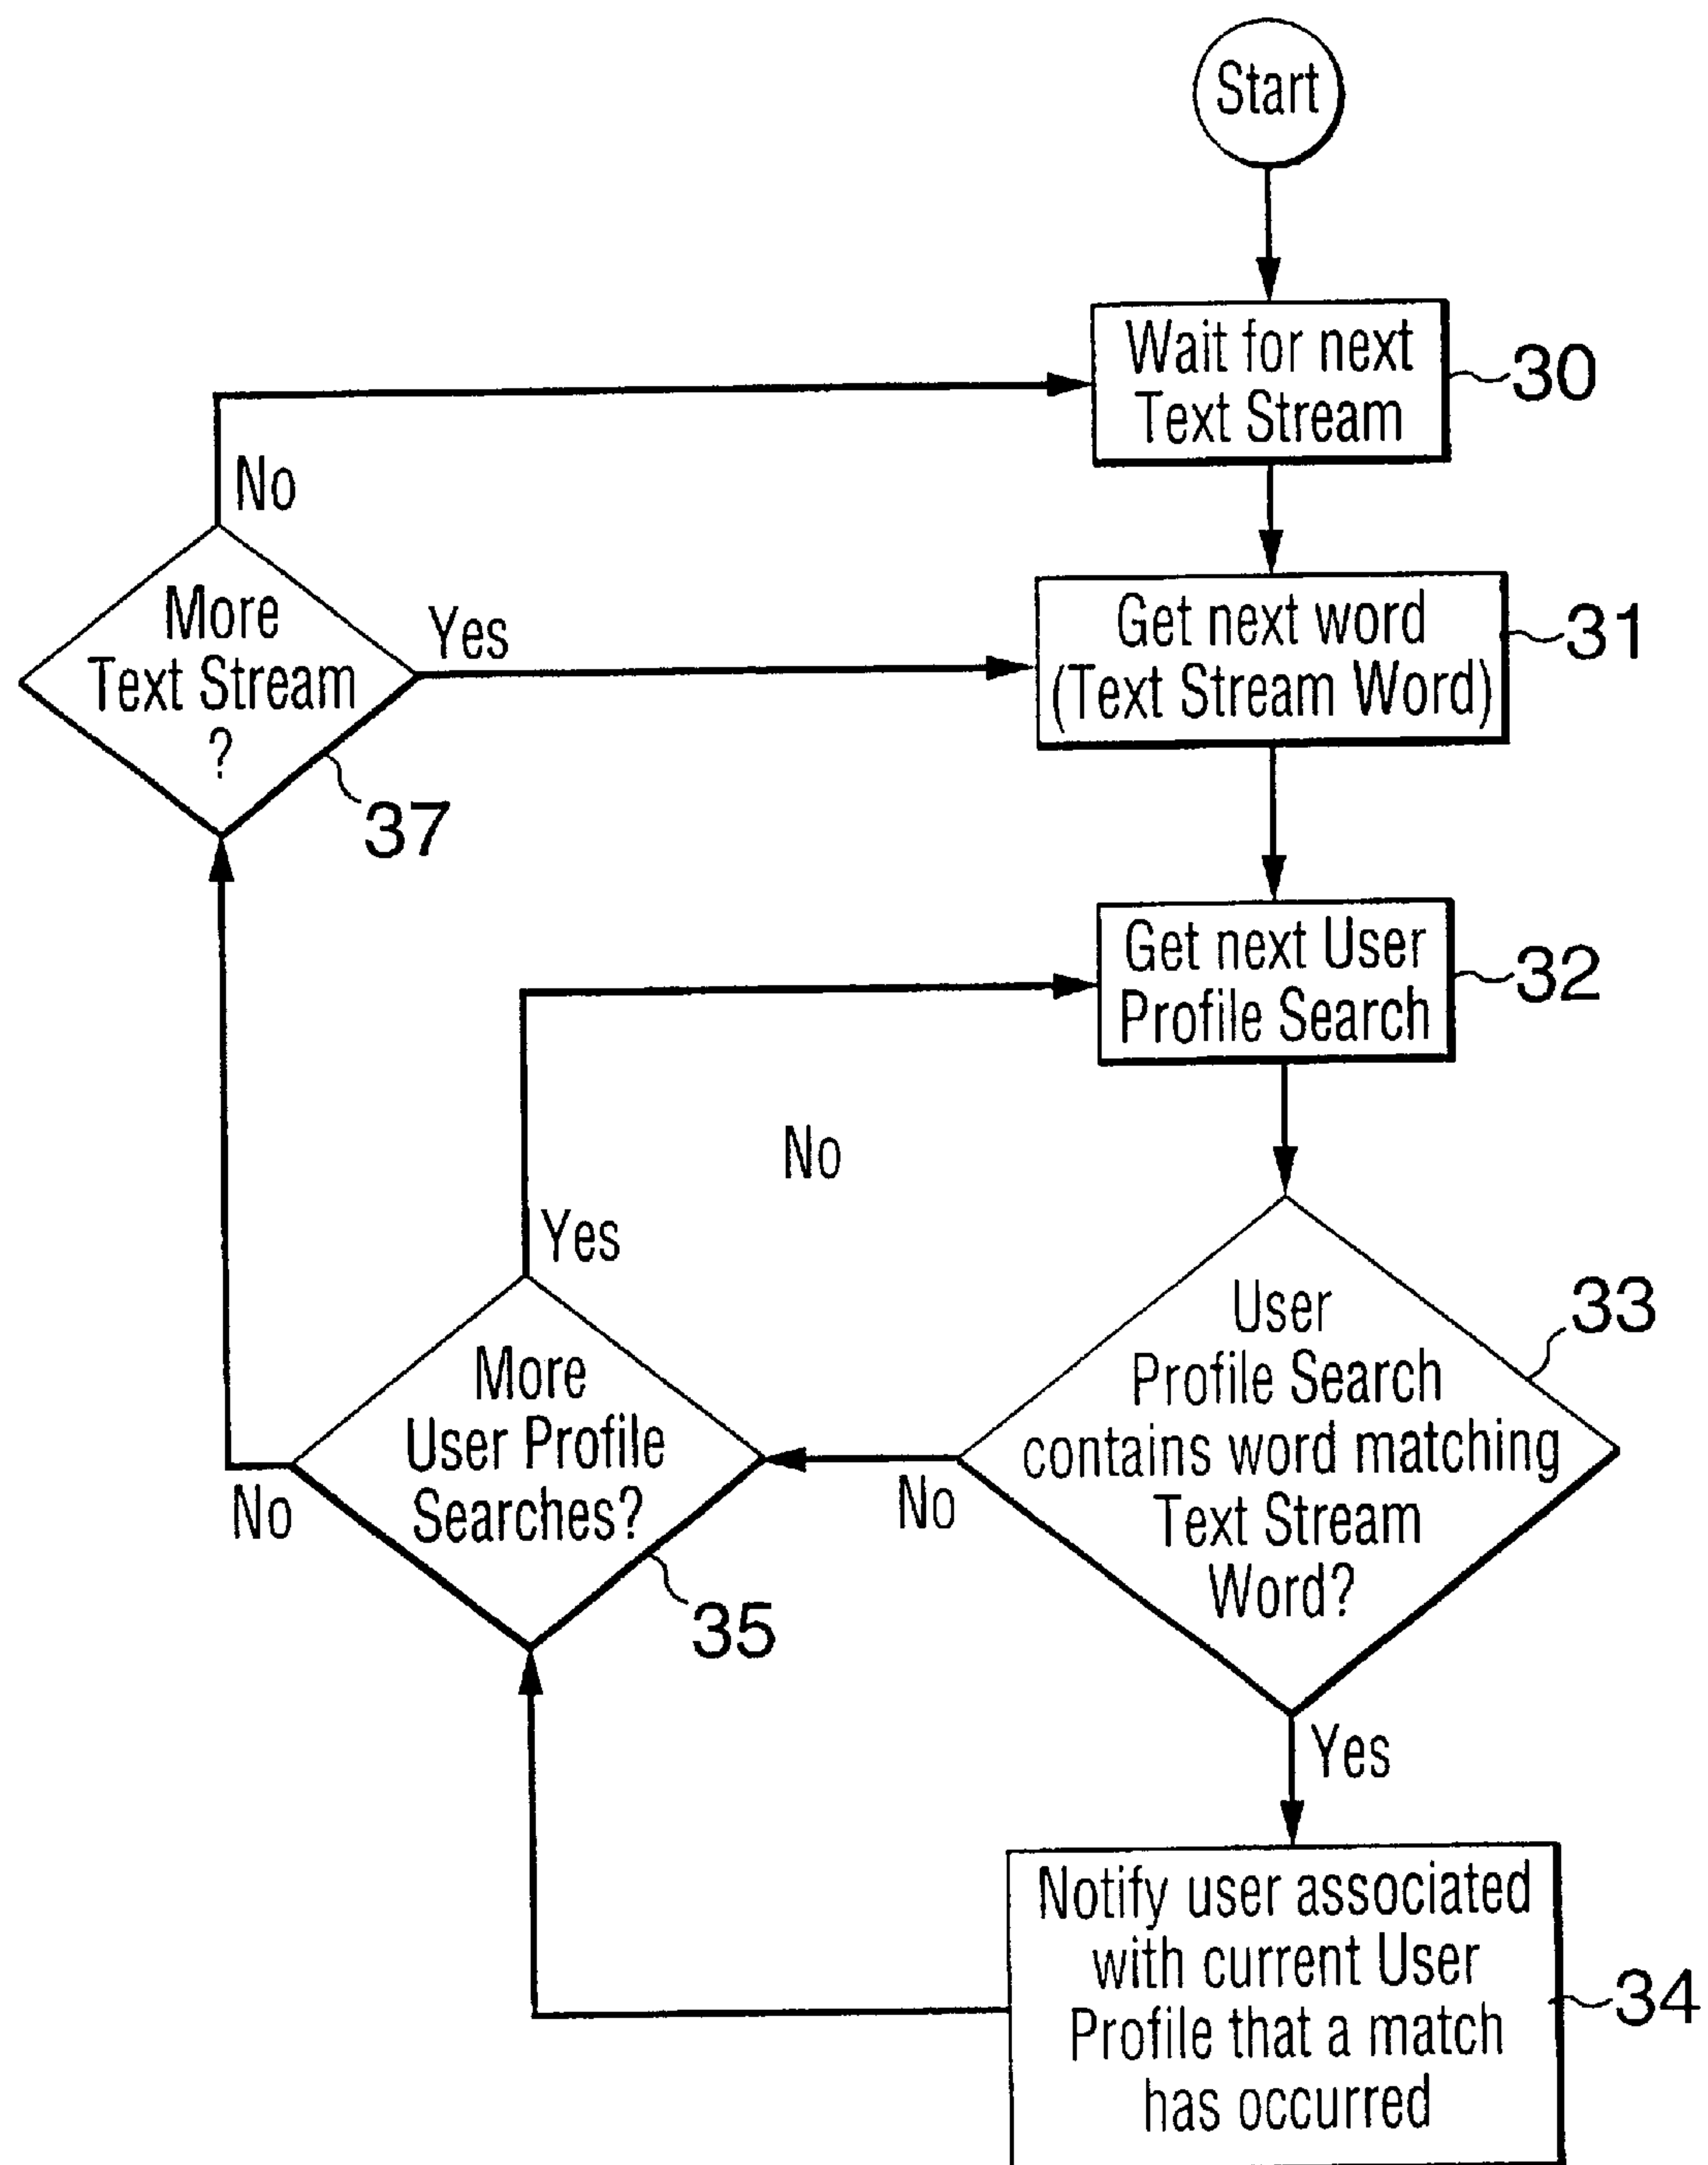 Start
Wait for next
Text Stream
30
No
More
Text Stream
?
Yes
37
Get next word
(Text Stream Word)
31
Get next User
Profile Search
32
No
Yes
More
User Profile
Searches?
No
35
User
Profile Search
contains word matching
Text Stream
Word?
33
No
Yes
Notify user associated
with current User
Profile that a match
has occurred
34